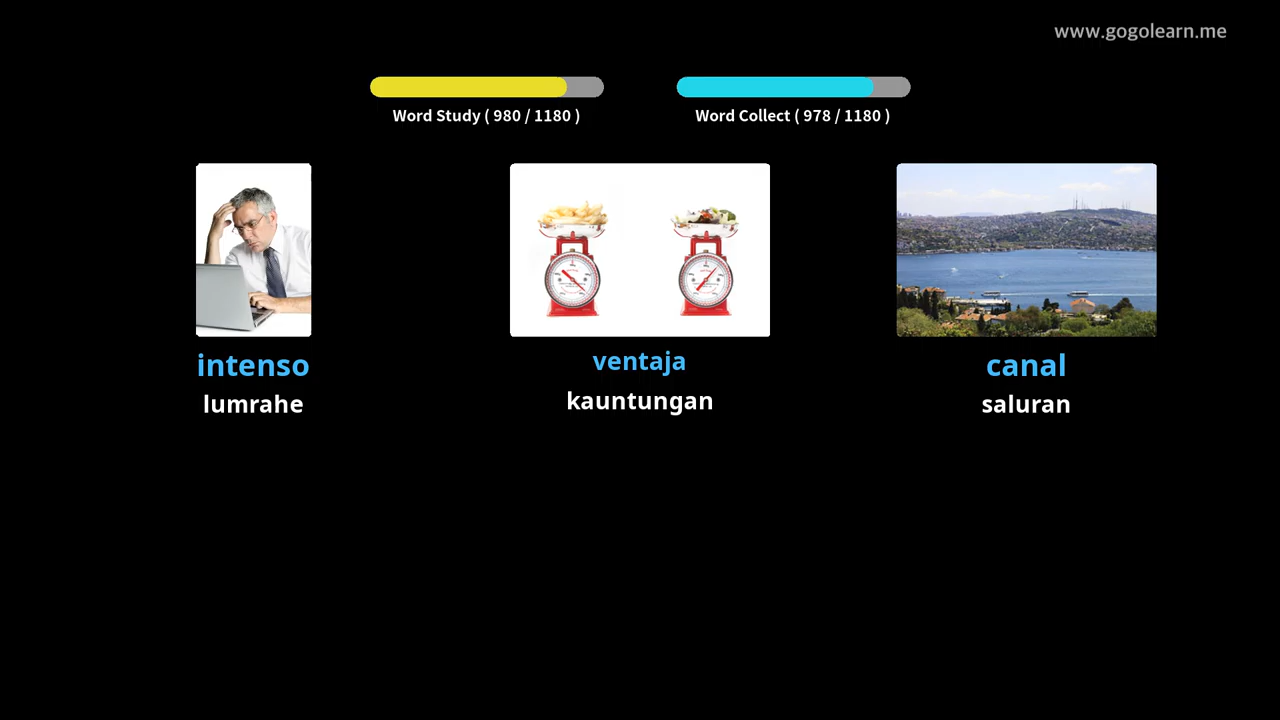 www.gogolearn.me
Word Study ( 980 / 1180 )
Word Collect ( 978 / 1180 )
intenso
lumrahe
ventaja
kauntungan
canal
saluran